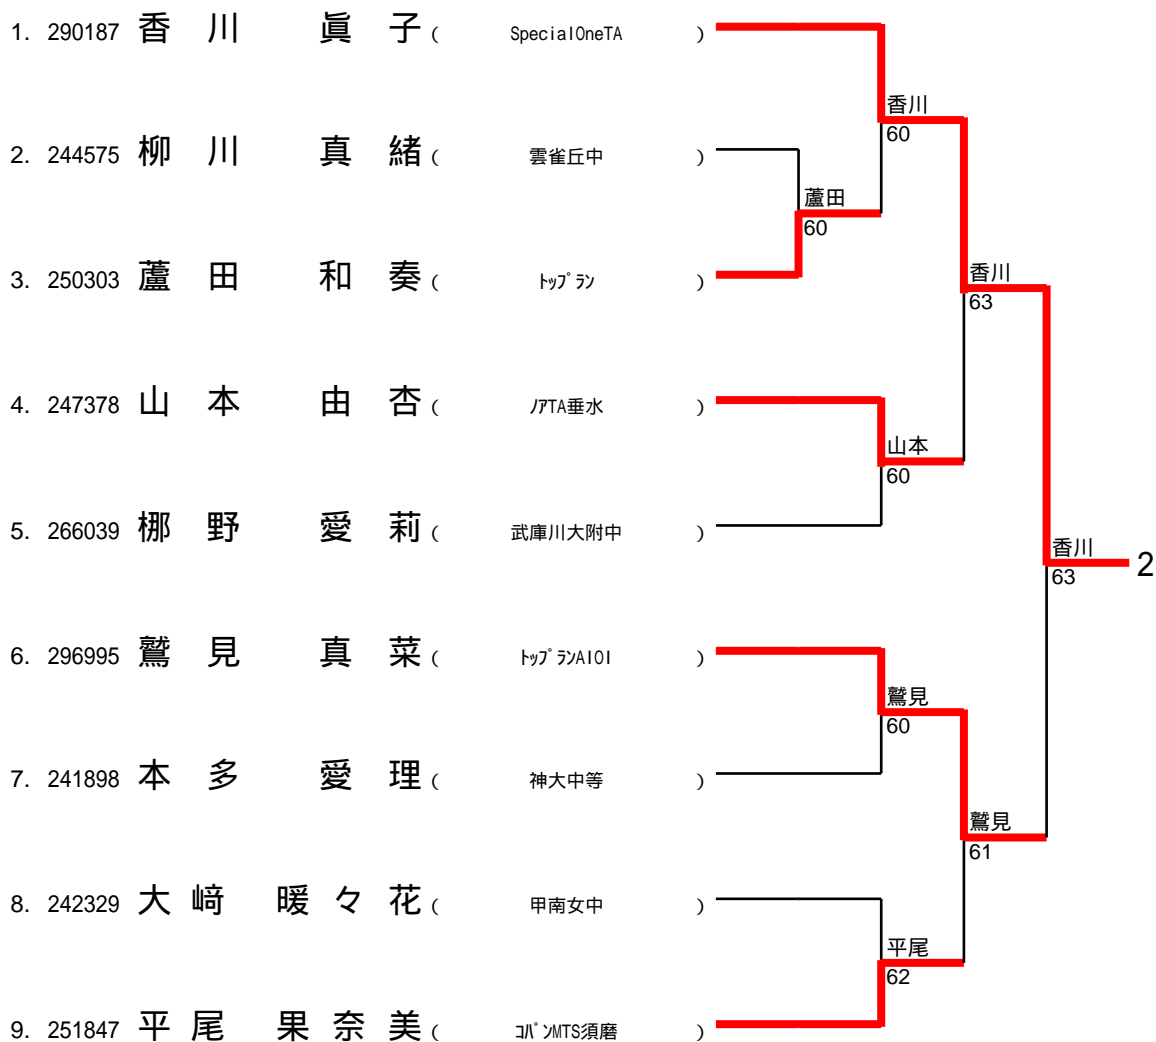 1. 290187 香川 眞子 ( SpecialOneTA )
香川
60
2. 244575 柳川 真緒 ( 雲雀丘中 )
蘆田
60
3. 250303 蘆田 和奏 ( ﾄｯﾌﾟﾗﾝ )
香川
63
4. 247378 山本 由杏 ( ﾉｱTA垂水 )
山本
60
5. 266039 梛野 愛莉 ( 武庫川大附中 )
香川
63
2
6. 296995 鷲見 真菜 ( ﾄｯﾌﾟﾗﾝAIOI )
鷲見
60
7. 241898 本多 愛理 ( 神大中等 )
鷲見
61
8. 242329 大﨑 暖々花 ( 甲南女中 )
平尾
62
9. 251847 平尾 果奈美 ( ｺﾊﾟﾝMTS須磨 )